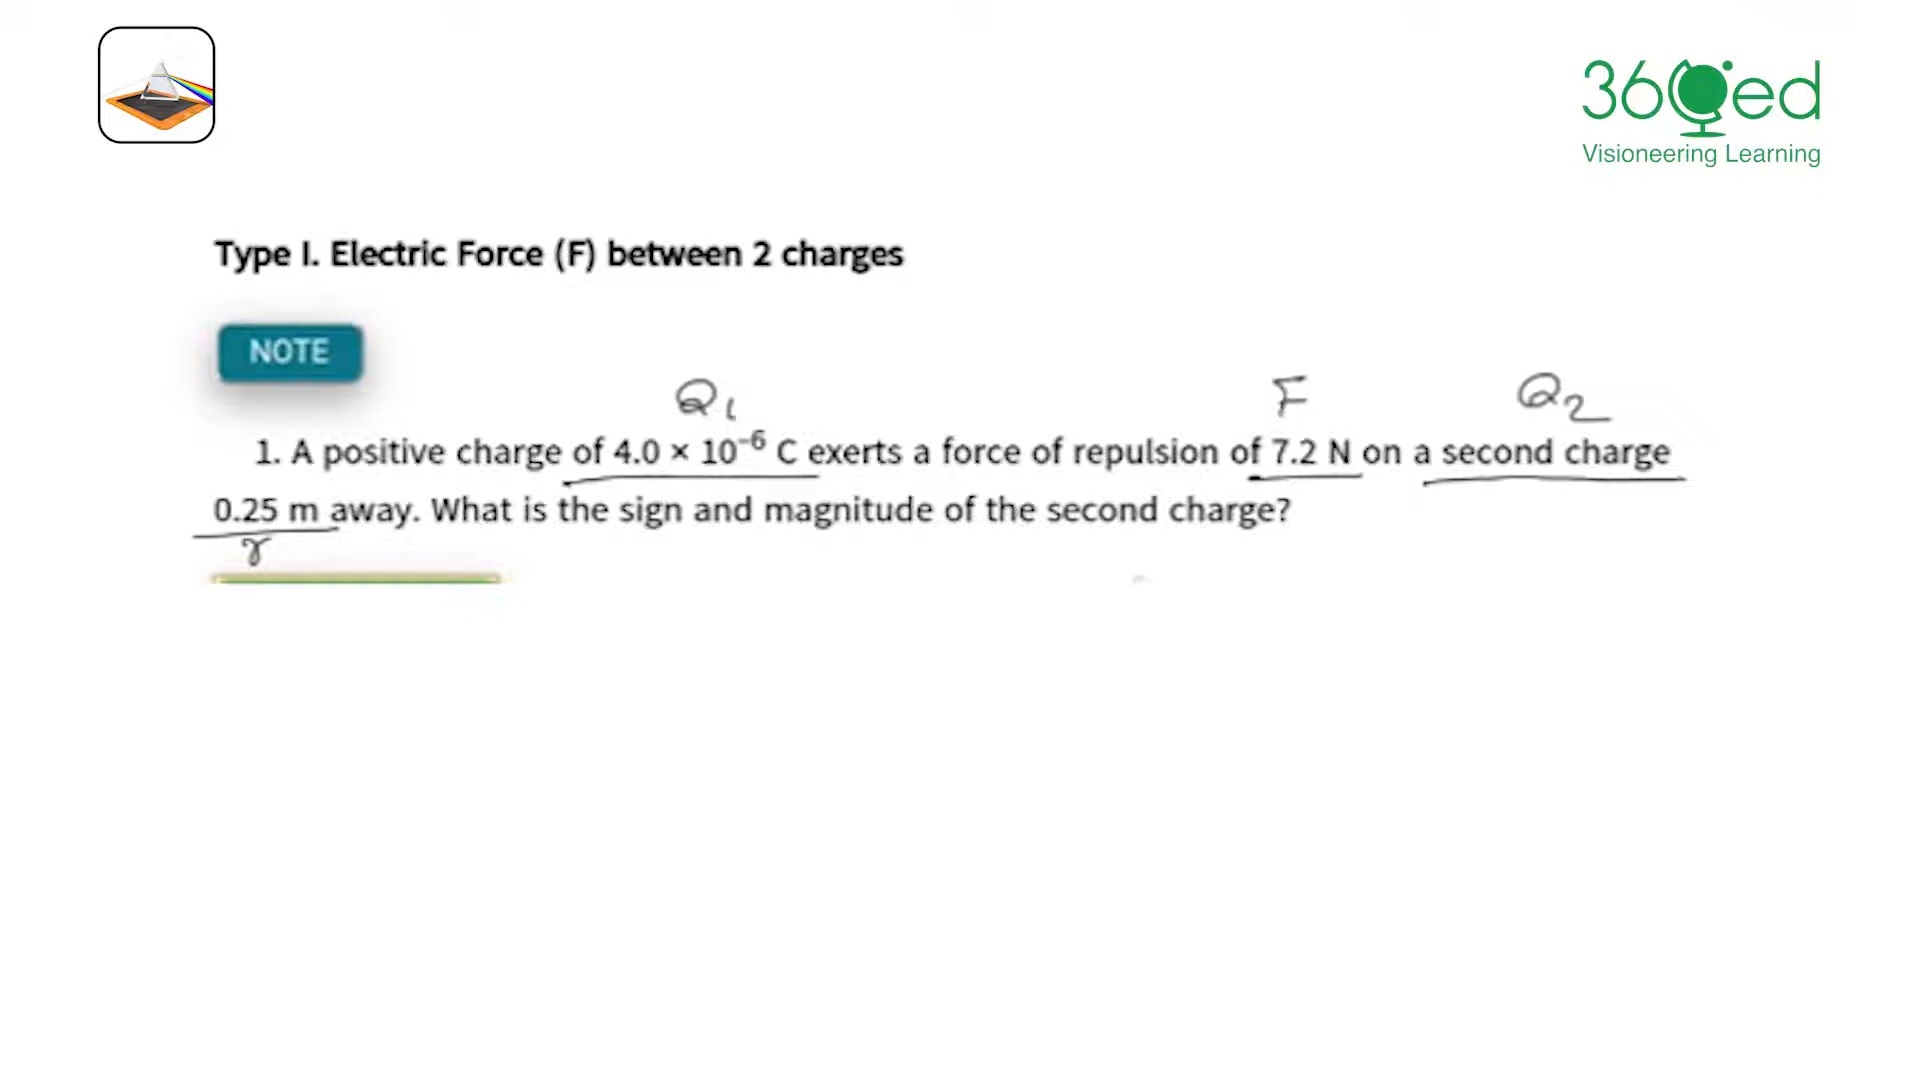 360ed
Visioneering Learning
Type I. Electric Force (F) between 2 charges
NOTE
Q₁ F Q₂
1. A positive charge of 4.0 × 10⁻⁶ C exerts a force of repulsion of 7.2 N on a second charge
0.25 m away. What is the sign and magnitude of the second charge?
r